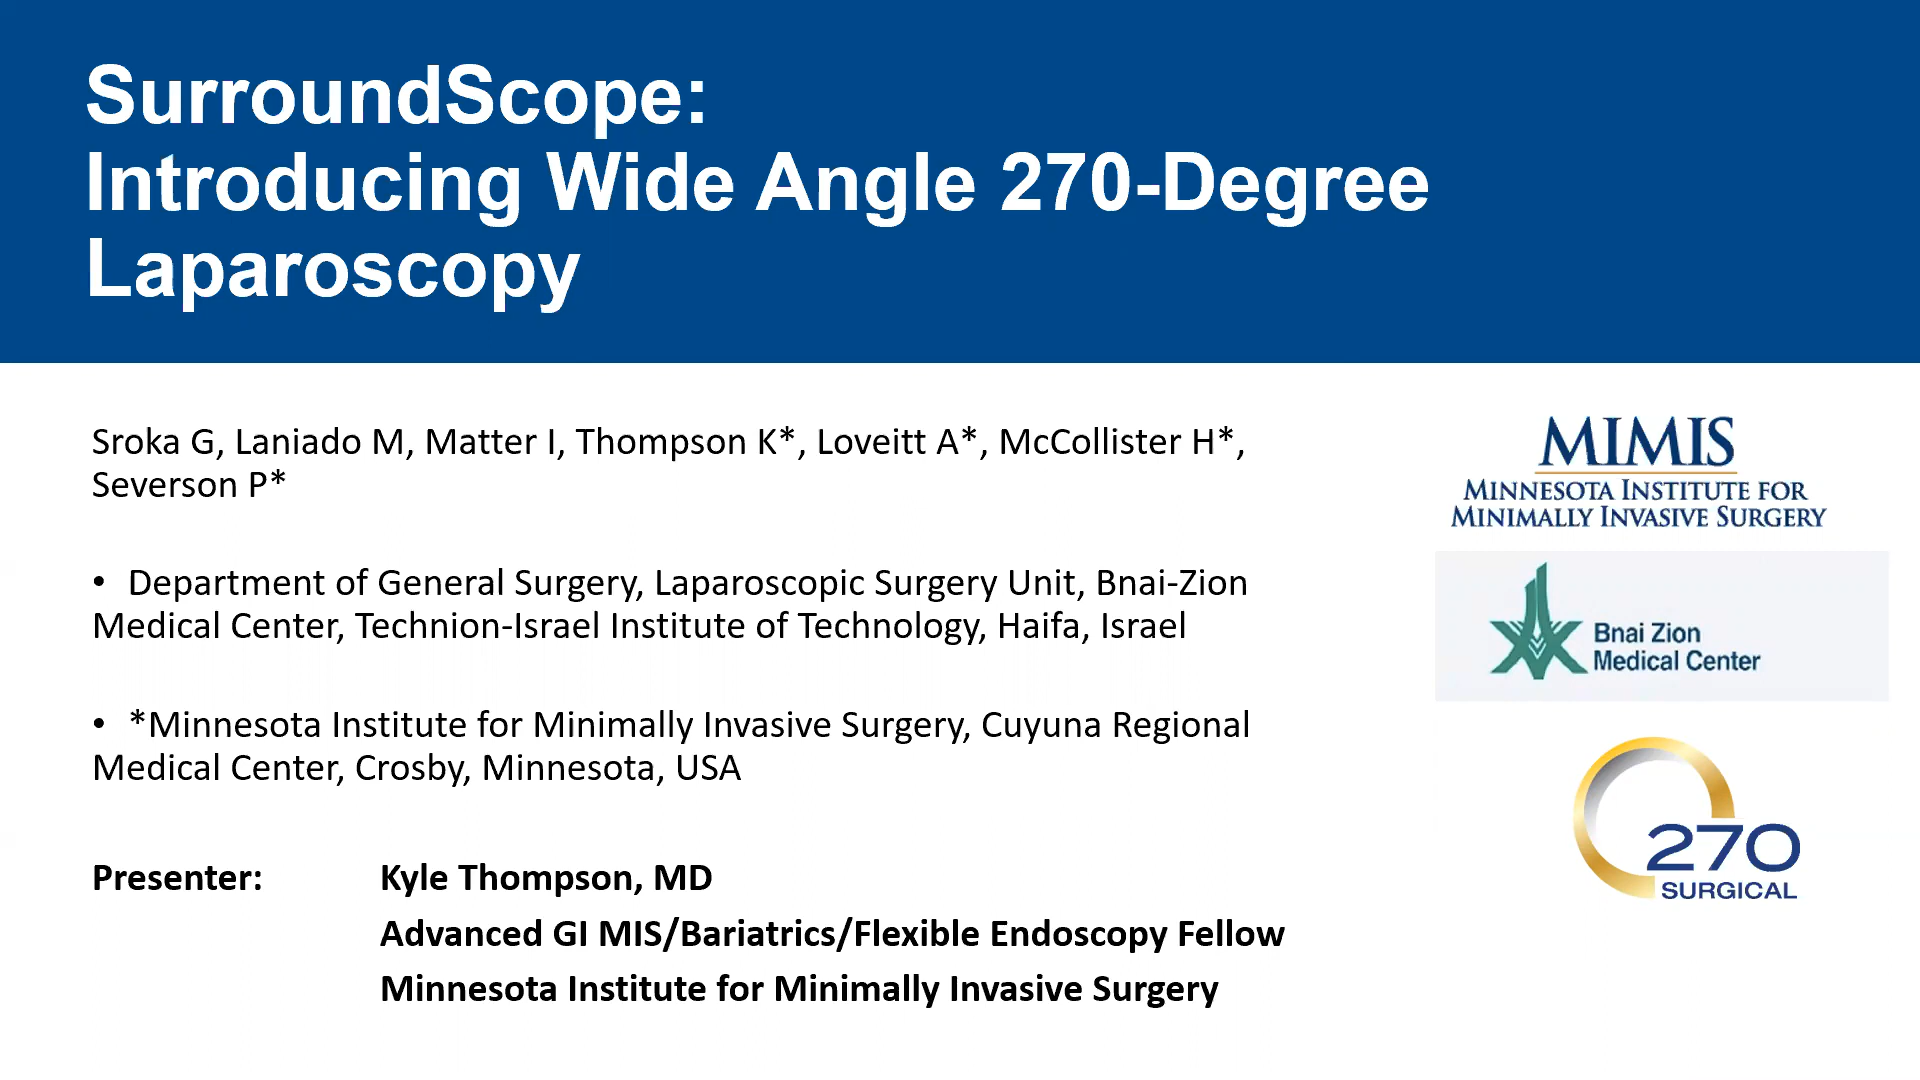 SurroundScope:
Introducing Wide Angle 270-Degree
Laparoscopy
Sroka G, Laniado M, Matter I, Thompson K*, Loveitt A*, McCollister H*,
Severson P*
• Department of General Surgery, Laparoscopic Surgery Unit, Bnai-Zion
Medical Center, Technion-Israel Institute of Technology, Haifa, Israel
• *Minnesota Institute for Minimally Invasive Surgery, Cuyuna Regional
Medical Center, Crosby, Minnesota, USA
Presenter: Kyle Thompson, MD
Advanced GI MIS/Bariatrics/Flexible Endoscopy Fellow
Minnesota Institute for Minimally Invasive Surgery
MIMIS
MINNESOTA INSTITUTE FOR
MINIMALLY INVASIVE SURGERY
Bnai Zion
Medical Center
270
SURGICAL